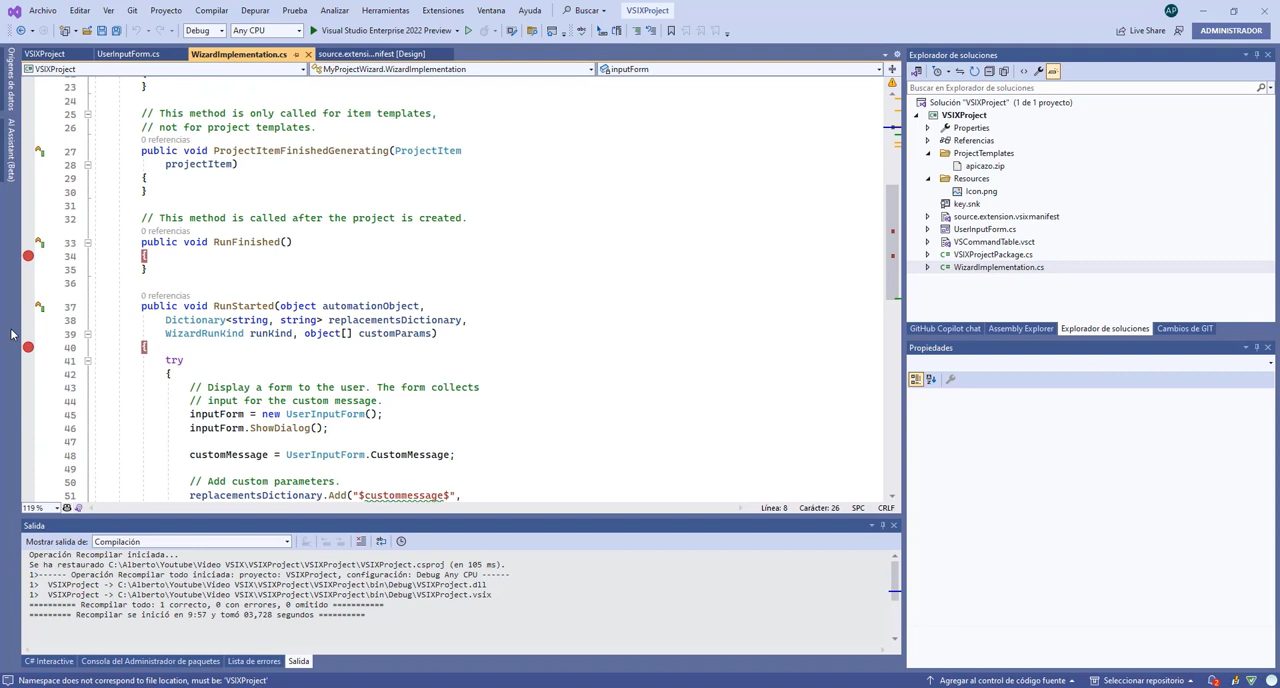 Archivo Editar Ver Git Proyecto Compilar Depurar Prueba Analizar Herramientas Extensiones Ventana Ayuda Buscar VSIXProject AP
Debug Any CPU Visual Studio Enterprise 2022 Preview Live Share ADMINISTRADOR
Orígenes de datos
AI Assistant (Beta)
VSIXProject UserInputForm.cs WizardImplementation.cs source.extensi...nifest [Design]
VSIXProject MyProjectWizard.WizardImplementation inputForm
23 }
24
25 // This method is only called for item templates,
26 // not for project templates.
0 referencias
27 public void ProjectItemFinishedGenerating(ProjectItem
28 projectItem)
29 {
30 }
31
32 // This method is called after the project is created.
0 referencias
33 public void RunFinished()
34 {
35 }
36
0 referencias
37 public void RunStarted(object automationObject,
38 Dictionary<string, string> replacementsDictionary,
39 WizardRunKind runKind, object[] customParams)
40 {
41 try
42 {
43 // Display a form to the user. The form collects
44 // input for the custom message.
45 inputForm = new UserInputForm();
46 inputForm.ShowDialog();
47
48 customMessage = UserInputForm.CustomMessage;
49
50 // Add custom parameters.
51 replacementsDictionary.Add("$custommessage$",
119 % Línea: 8 Carácter: 26 SPC CRLF
Salida
Mostrar salida de: Compilación
Operación Recompilar iniciada...
Se ha restaurado C:\Alberto\Youtube\Video VSIX\VSIXProject\VSIXProject\VSIXProject.csproj (en 105 ms).
1>------ Operación Recompilar todo iniciada: proyecto: VSIXProject, configuración: Debug Any CPU ------
1> VSIXProject -> C:\Alberto\Youtube\Video VSIX\VSIXProject\VSIXProject\bin\Debug\VSIXProject.dll
1> VSIXProject -> C:\Alberto\Youtube\Video VSIX\VSIXProject\VSIXProject\bin\Debug\VSIXProject.vsix
========== Recompilar todo: 1 correcto, 0 con errores, 0 omitido ===========
========= Recompilar se inició en 9:57 y tomó 03,728 segundos ==========
C# Interactive Consola del Administrador de paquetes Lista de errores Salida
Explorador de soluciones
Buscar en Explorador de soluciones
Solución "VSIXProject" (1 de 1 proyecto)
VSIXProject
Properties
Referencias
ProjectTemplates
apicazo.zip
Resources
Icon.png
key.snk
source.extension.vsixmanifest
UserInputForm.cs
VSCommandTable.vsct
VSIXProjectPackage.cs
WizardImplementation.cs
GitHub Copilot chat Assembly Explorer Explorador de soluciones Cambios de GIT
Propiedades
Namespace does not correspond to file location, must be: 'VSIXProject' Agregar al control de código fuente Seleccionar repositorio 2